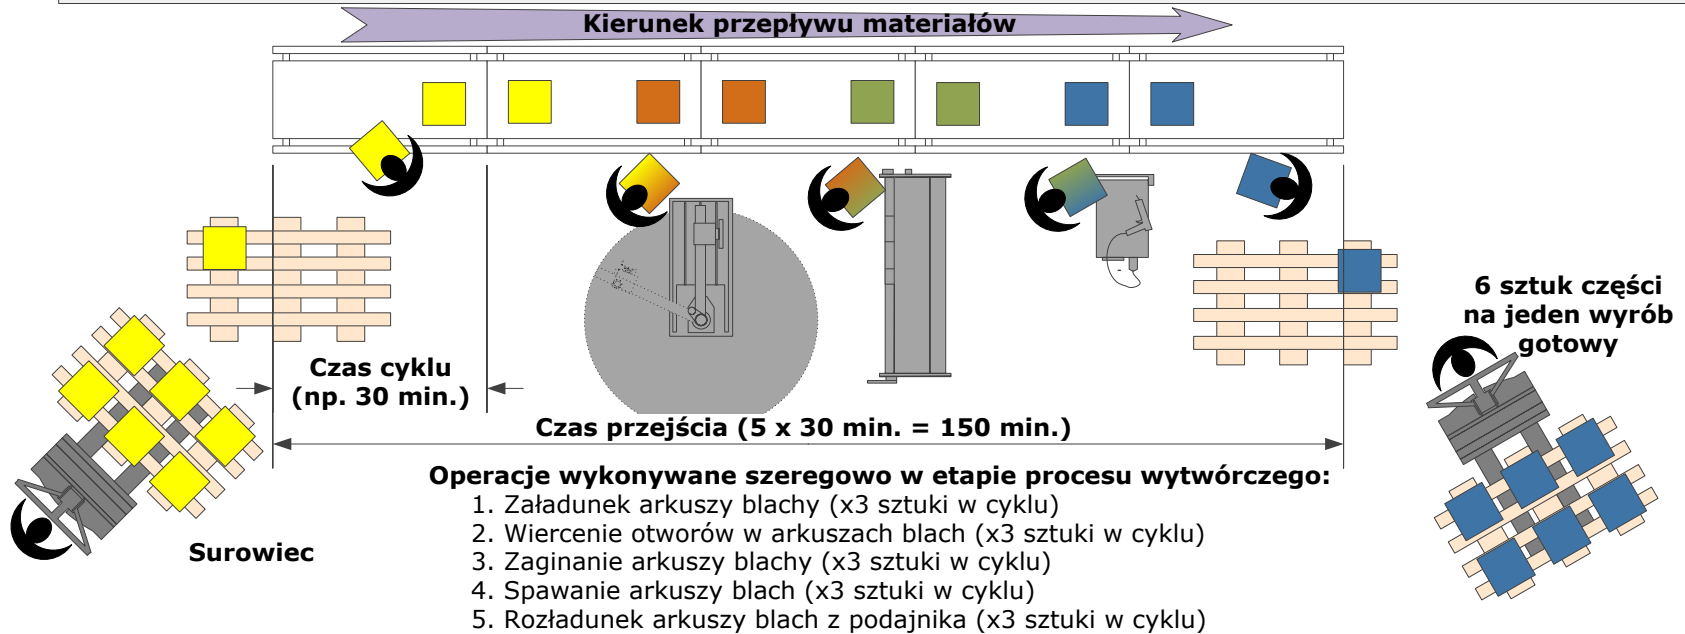 Kierunek przepływu materiałów
6 sztuk części
na jeden wyrób
gotowy
Czas cyklu
(np. 30 min.)
Czas przejścia (5 x 30 min. = 150 min.)
Operacje wykonywane szeregowo w etapie procesu wytwórczego:
1. Załadunek arkuszy blachy (x3 sztuki w cyklu)
2. Wiercenie otworów w arkuszach blach (x3 sztuki w cyklu)
3. Zaginanie arkuszy blachy (x3 sztuki w cyklu)
4. Spawanie arkuszy blach (x3 sztuki w cyklu)
5. Rozładunek arkuszy blach z podajnika (x3 sztuki w cyklu)
Surowiec